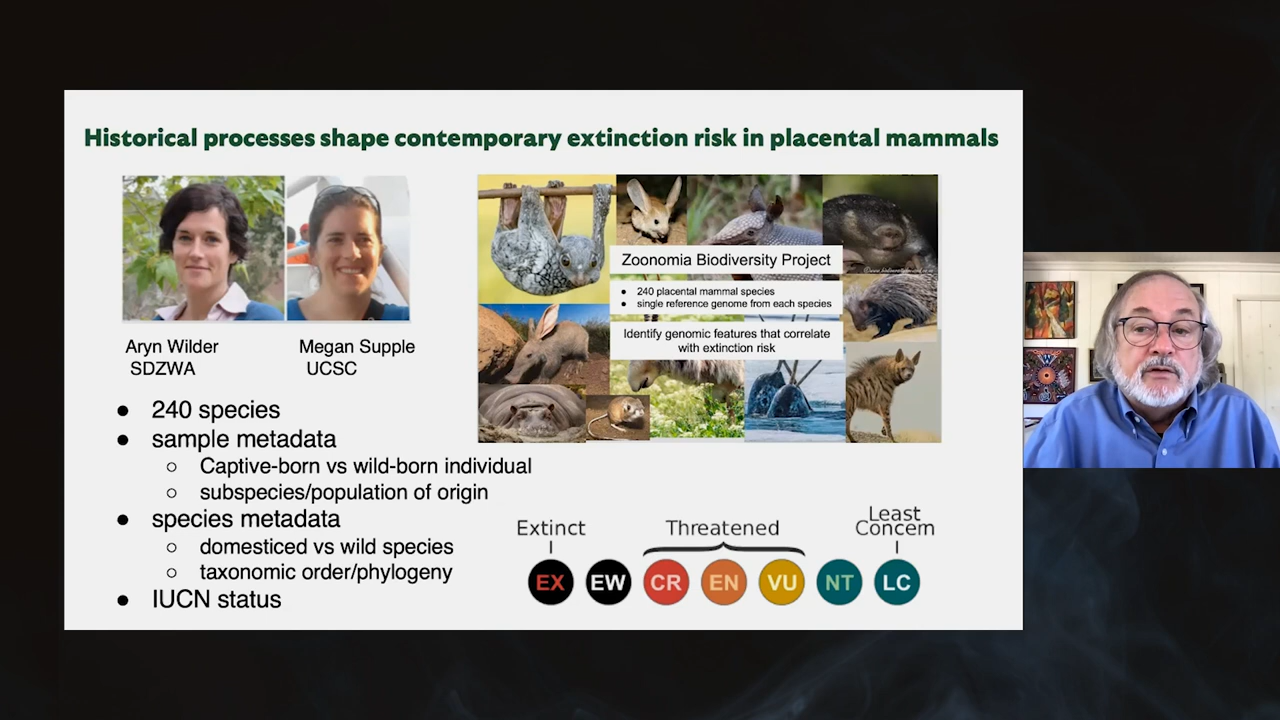 Historical processes shape contemporary extinction risk in placental mammals
Aryn Wilder
SDZWA
Megan Supple
UCSC
Zoonomia Biodiversity Project
● 240 placental mammal species
● single reference genome from each species
Identify genomic features that correlate
with extinction risk
● 240 species
● sample metadata
○ Captive-born vs wild-born individual
○ subspecies/population of origin
● species metadata
○ domesticed vs wild species
○ taxonomic order/phylogeny
● IUCN status
Extinct
Threatened
Least
Concern
EX EW CR EN VU NT LC